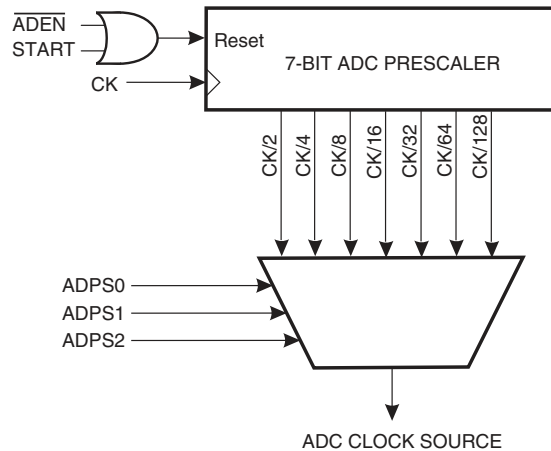 ADEN
START
Reset
7-BIT ADC PRESCALER
CK
CK/2
CK/4
CK/8
CK/16
CK/32
CK/64
CK/128
ADPS0
ADPS1
ADPS2
ADC CLOCK SOURCE